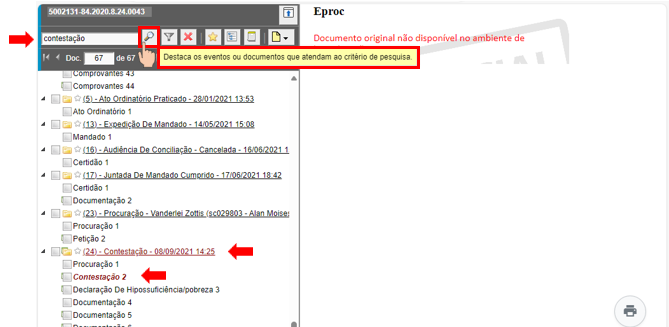 5002131-84.2020.8.24.0043
Eproc
contestação
Documento original não disponível no ambiente de
Doc. 67 de 67
Destaca os eventos ou documentos que atendam ao critério de pesquisa.
Comprovantes 43
Comprovantes 44
(5) - Ato Ordinatório Praticado - 28/01/2021 13:53
Ato Ordinatório 1
(13) - Expedição De Mandado - 14/05/2021 15:08
Mandado 1
(16) - Audiência De Conciliação - Cancelada - 16/06/2021 1
Certidão 1
(17) - Juntada De Mandado Cumprido - 17/06/2021 18:42
Certidão 1
Documentação 2
(23) - Procuração - Vanderlei Zottis (sc029803 - Alan Moises
Procuração 1
Petição 2
(24) - Contestação - 08/09/2021 14:25
Procuração 1
Contestação 2
Declaração De Hipossuficiência/pobreza 3
Documentação 4
Documentação 5